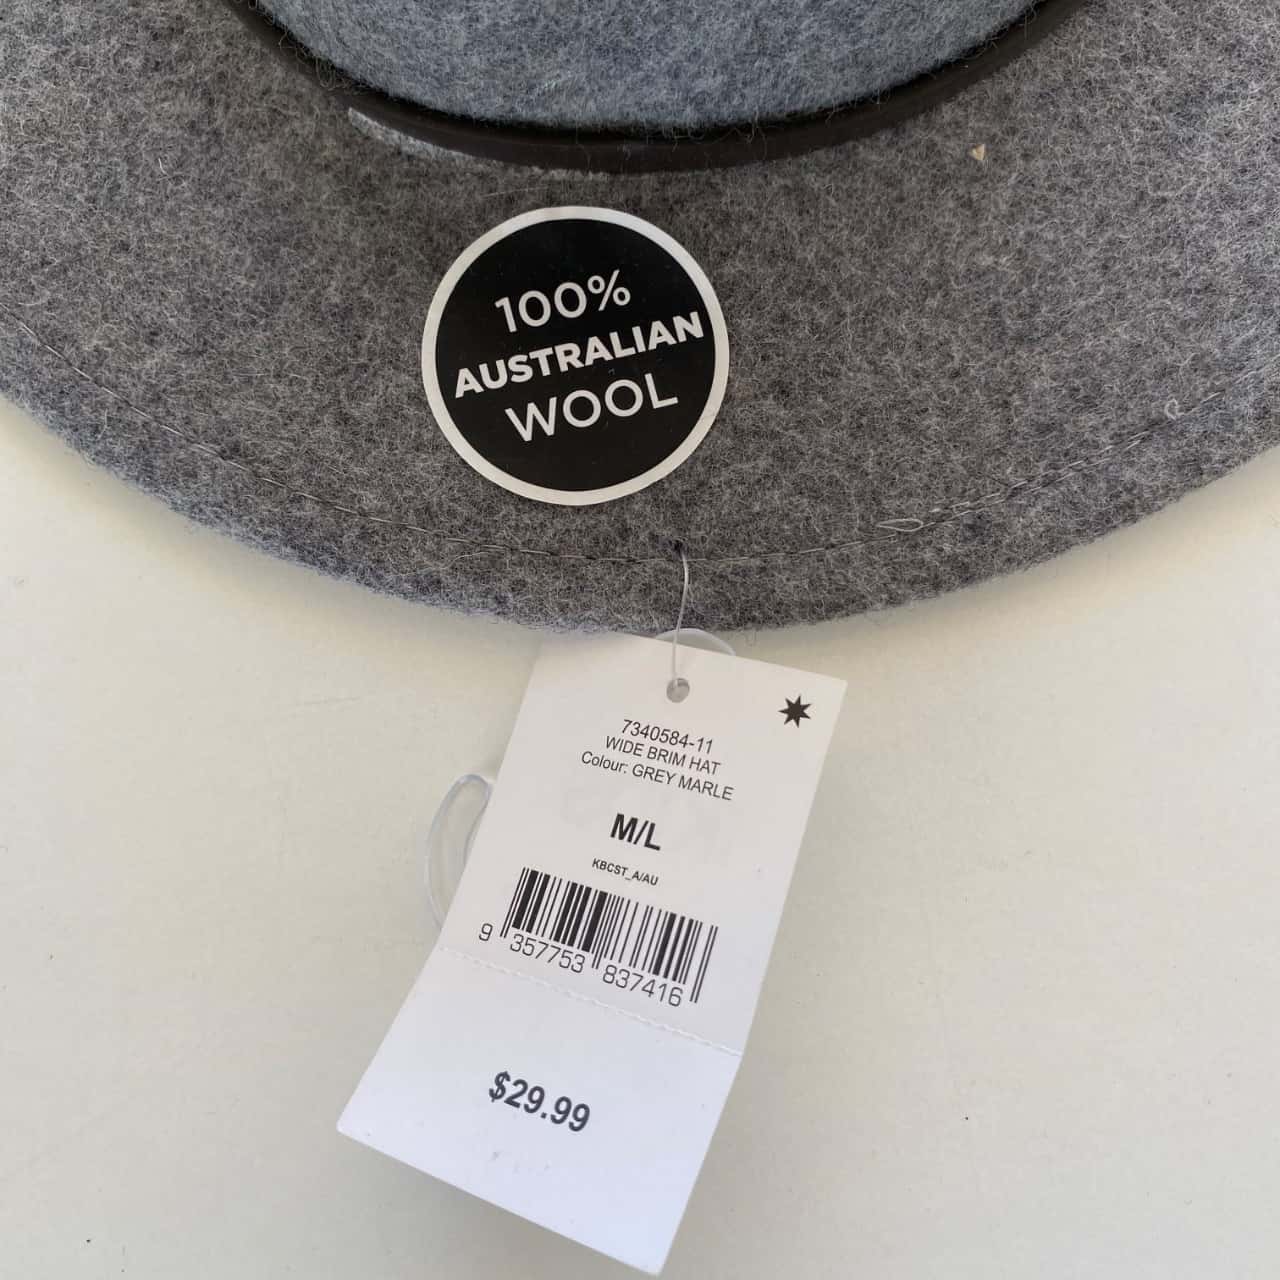 100%
AUSTRALIAN
WOOL
7340584-11
WIDE BRIM HAT
Colour: GREY MARLE
M/L
KBCST_A/AU
9 357753 837416
$29.99